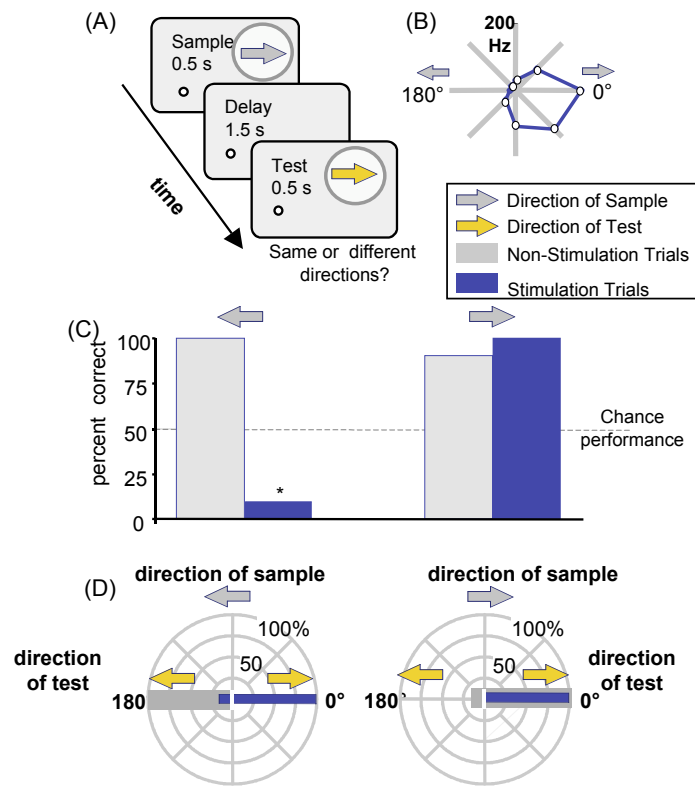 (A)
Sample
0.5 s
Delay
1.5 s
Test
0.5 s
time
Same or different
directions?
(B)
200
Hz
180°
0°
Direction of Sample
Direction of Test
Non-Stimulation Trials
Stimulation Trials
(C)
percent correct
100
75
50
25
0
*
Chance
performance
(D)
direction of sample
100%
50
direction
of test
180
0°
direction of sample
100%
50
direction
of test
180°
0°